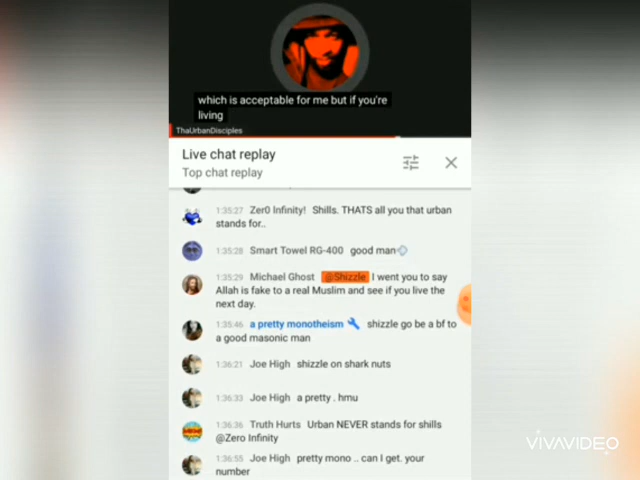 which is acceptable for me but if you're
living
ThaUrbanDisciples
Live chat replay
Top chat replay
1:35:27 Zer0 Infinity! Shills. THATS all you that urban
stands for..
1:35:28 Smart Towel RG-400 good man
1:35:29 Michael Ghost @Shizzle I went you to say
Allah is fake to a real Muslim and see if you live the
next day.
1:35:46 a pretty monotheism shizzle go be a bf to
a good masonic man
1:36:21 Joe High shizzle on shark nuts
1:36:33 Joe High a pretty . hmu
1:36:36 Truth Hurts Urban NEVER stands for shills
@Zero Infinity
1:36:55 Joe High pretty mono .. can I get. your
number
VIVAVIDEO